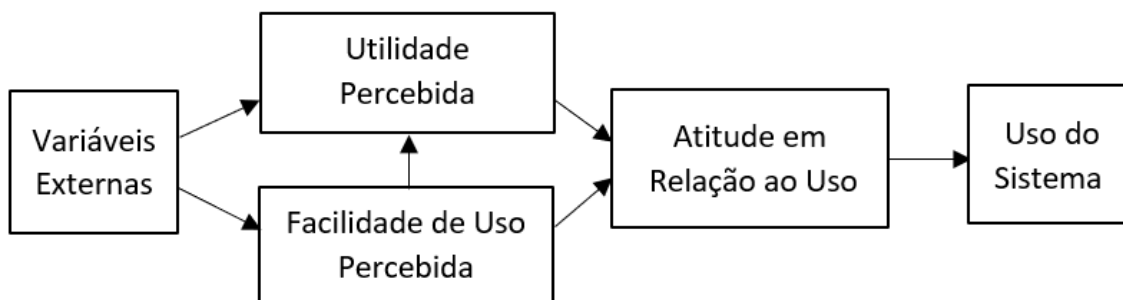 Variáveis
Externas
Utilidade
Percebida
Facilidade de Uso
Percebida
Atitude em
Relação ao Uso
Uso do
Sistema